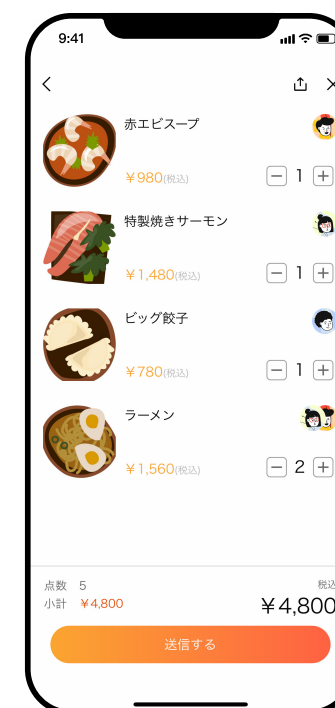 9:41
赤エビスープ
￥980(税込)
1
特製焼きサーモン
￥1,480(税込)
1
ビッグ餃子
￥780(税込)
1
ラーメン
￥1,560(税込)
2
点数 5
税込
小計 ￥4,800
￥4,800
送信する